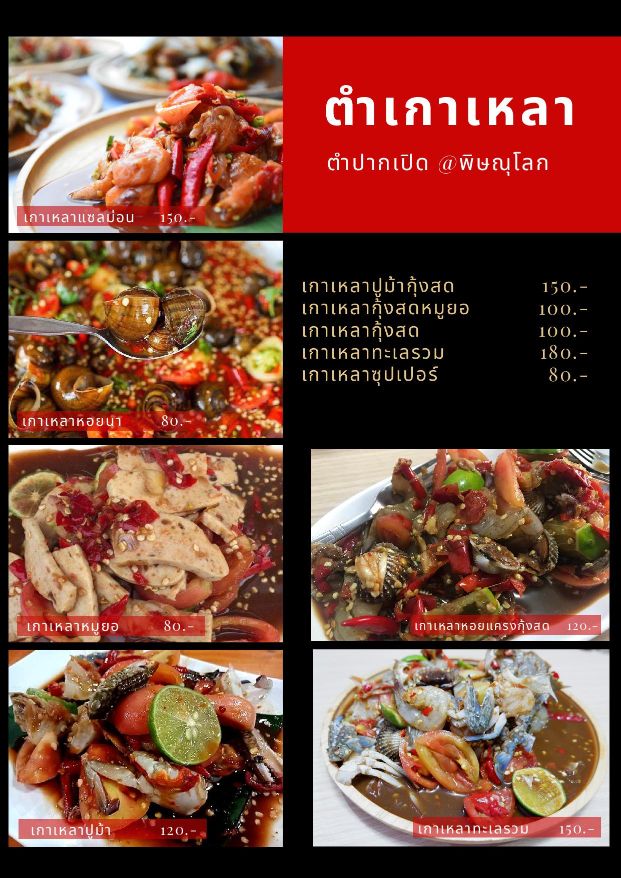 ตำเกาเหลา
ตำปากเปิด @พิษณุโลก
เกาเหลาแซลม่อน 150.-
เกาเหลาหอยนา 80.-
เกาเหลาปูม้ากุ้งสด 150.-
เกาเหลากุ้งสดหมูยอ 100.-
เกาเหลากุ้งสด 100.-
เกาเหลาทะเลรวม 180.-
เกาเหลาซุปเปอร์ 80.-
เกาเหลาหมูยอ 80.-
เกาเหลาหอยแครงกุ้งสด 120.-
เกาเหลาปูม้า 120.-
เกาเหลาทะเลรวม 150.-